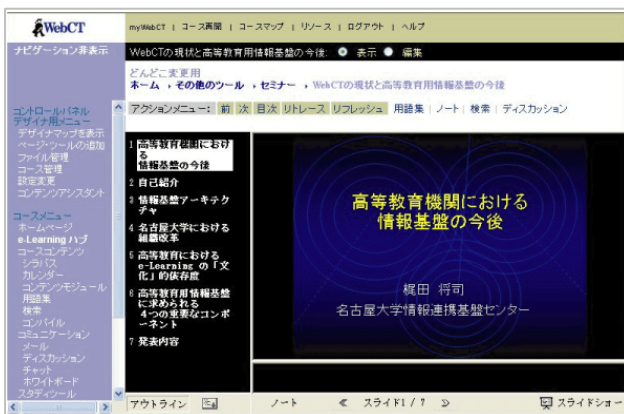 WebCT
myWebCT | コース再開 | コースマップ | リソース | ログアウト | ヘルプ
ナビゲーション非表示
WebCTの現状と高等教育用情報基盤の今後: 表示 編集
どんどこ変更用
ホーム › その他のツール › セミナー › WebCTの現状と高等教育用情報基盤の今後
アクションメニュー: 前 次 目次 リトレース リフレッシュ 用語集 | ノート | 検索 | ディスカッション
コントロールパネル
デザイナ用メニュー
デザイナマップを表示
ページ・ツールの追加
ファイル管理
コース管理
設定変更
コンテンツアシスタント
コースメニュー
ホームページ
e-Learning ハブ
コースコンテンツ
シラバス
カレンダー
コンテンツモジュール
用語集
検索
コンパイル
コミュニケーション
メール
ディスカッション
チャット
ホワイトボード
スタディツール
1 高等教育機関におけ
る
情報基盤の今後
2 自己紹介
3 情報基盤アーキテク
チャ
4 名古屋大学における
組織改革
5 高等教育における
e-Learning の「文
化」的依存度
6 高等教育用情報基盤
に求められる
4つの重要なコンポ
ーネント
7 発表内容
高等教育機関における
情報基盤の今後
梶田 将司
名古屋大学情報連携基盤センター
アウトライン ノート スライド1 / 7 スライドショー